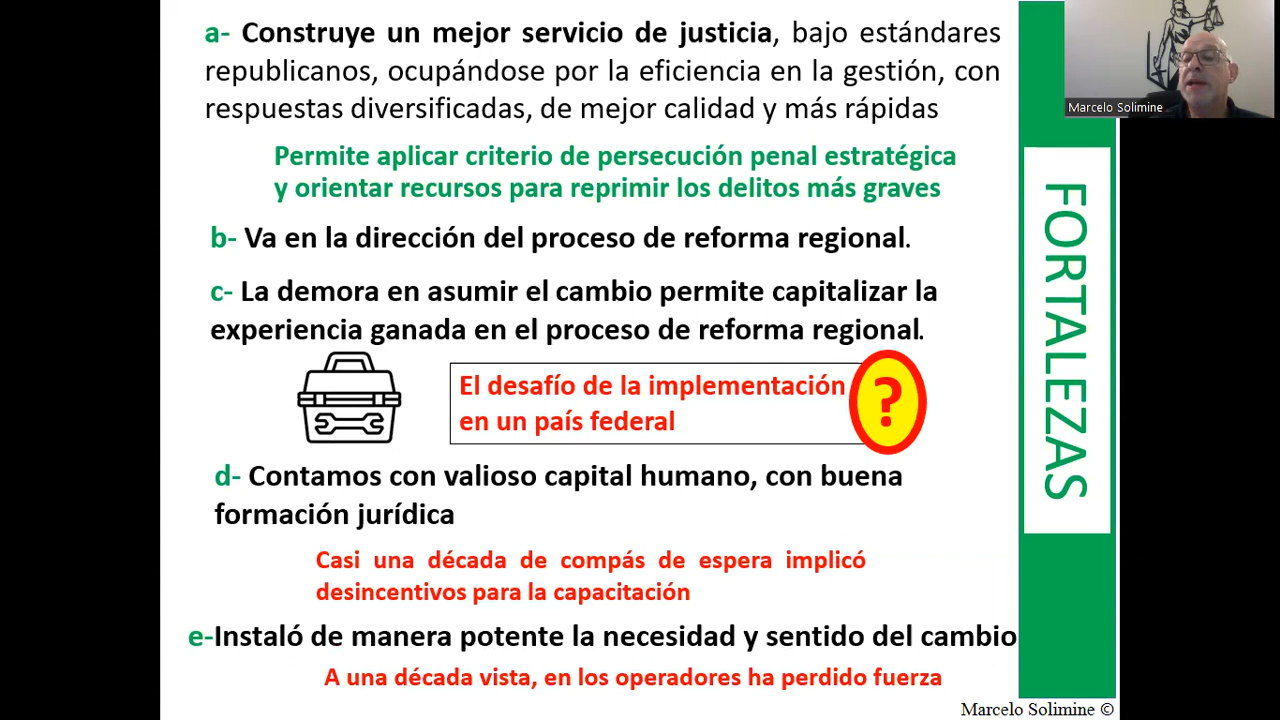 a- Construye un mejor servicio de justicia, bajo estándares
republicanos, ocupándose por la eficiencia en la gestión, con
respuestas diversificadas, de mejor calidad y más rápidas
Marcelo Solimine
Permite aplicar criterio de persecución penal estratégica
y orientar recursos para reprimir los delitos más graves
FORTALEZAS
b- Va en la dirección del proceso de reforma regional.
c- La demora en asumir el cambio permite capitalizar la
experiencia ganada en el proceso de reforma regional.
El desafío de la implementación
en un país federal
?
d- Contamos con valioso capital humano, con buena
formación jurídica
Casi una década de compás de espera implicó
desincentivos para la capacitación
e-Instaló de manera potente la necesidad y sentido del cambio
A una década vista, en los operadores ha perdido fuerza
Marcelo Solimine ©